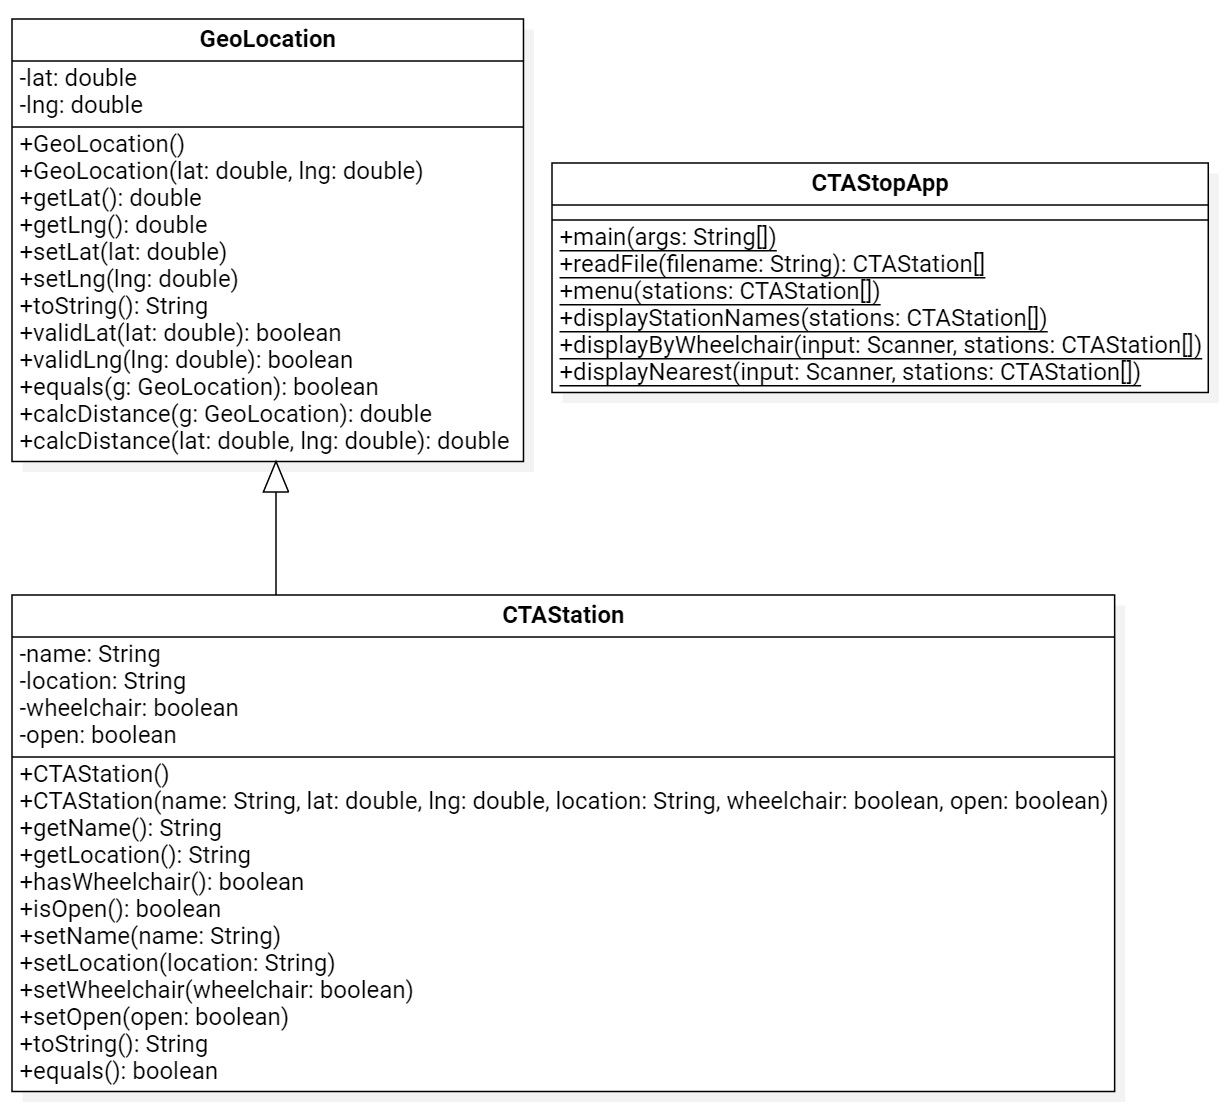 GeoLocation
-lat: double
-lng: double
+GeoLocation()
+GeoLocation(lat: double, lng: double)
+getLat(): double
+getLng(): double
+setLat(lat: double)
+setLng(lng: double)
+toString(): String
+validLat(lat: double): boolean
+validLng(lng: double): boolean
+equals(g: GeoLocation): boolean
+calcDistance(g: GeoLocation): double
+calcDistance(lat: double, lng: double): double
CTAStopApp
+main(args: String[])
+readFile(filename: String): CTAStation[]
+menu(stations: CTAStation[])
+displayStationNames(stations: CTAStation[])
+displayByWheelchair(input: Scanner, stations: CTAStation[])
+displayNearest(input: Scanner, stations: CTAStation[])
CTAStation
-name: String
-location: String
-wheelchair: boolean
-open: boolean
+CTAStation()
+CTAStation(name: String, lat: double, lng: double, location: String, wheelchair: boolean, open: boolean)
+getName(): String
+getLocation(): String
+hasWheelchair(): boolean
+isOpen(): boolean
+setName(name: String)
+setLocation(location: String)
+setWheelchair(wheelchair: boolean)
+setOpen(open: boolean)
+toString(): String
+equals(): boolean